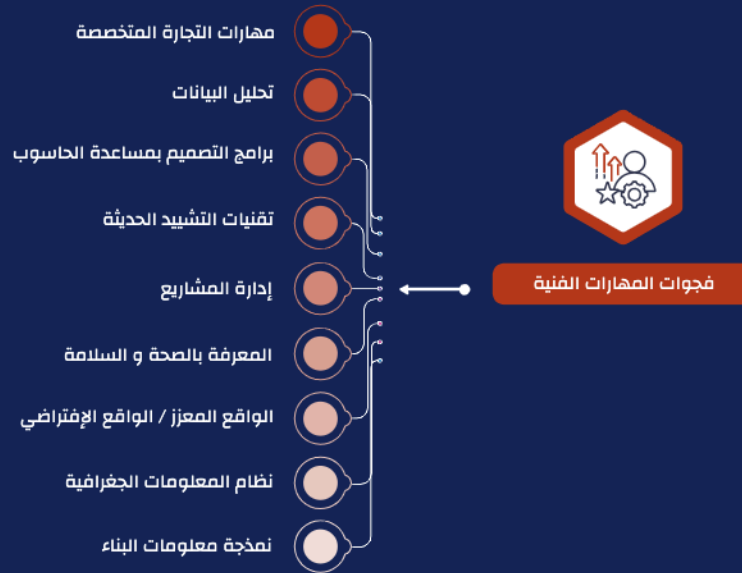 فجوات المهارات الفنية
مهارات التجارة المتخصصة
تحليل البيانات
برامج التصميم بمساعدة الحاسوب
تقنيات التشييد الحديثة
إدارة المشاريع
المعرفة بالصحة و السلامة
الواقع المعزز / الواقع الإفتراضي
نظام المعلومات الجغرافية
نمذجة معلومات البناء